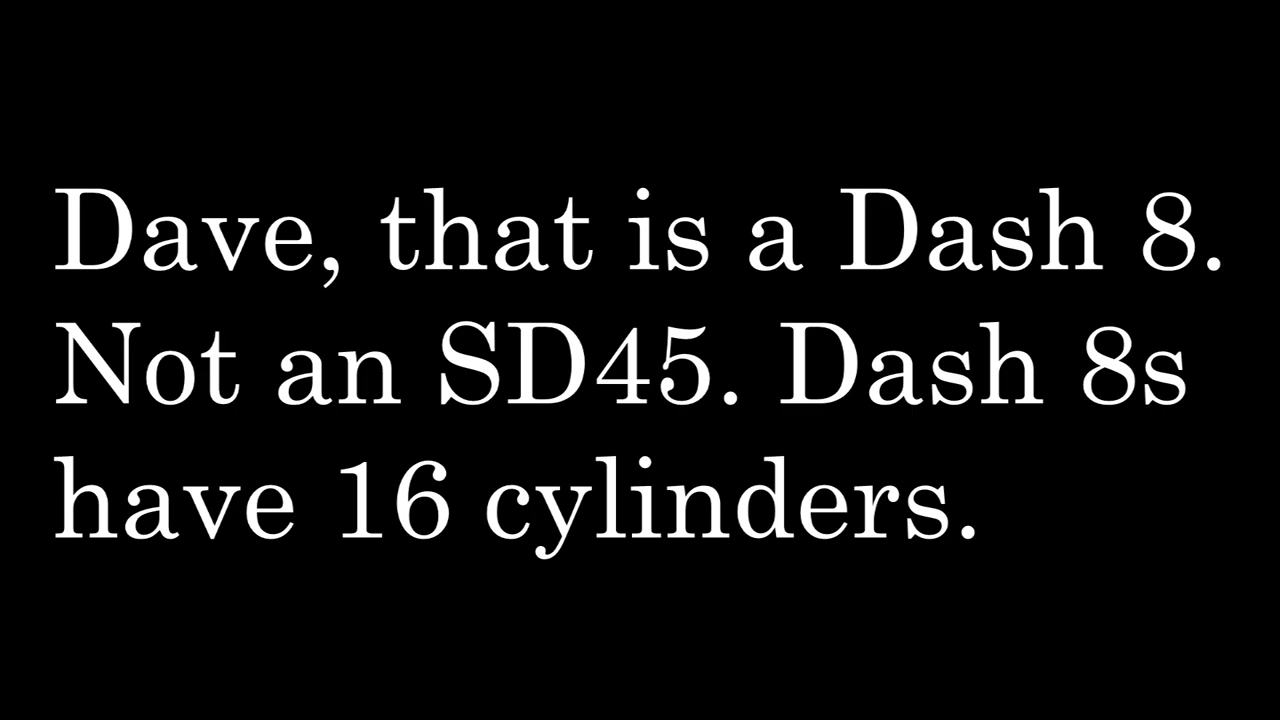 Dave, that is a Dash 8.
Not an SD45. Dash 8s
have 16 cylinders.